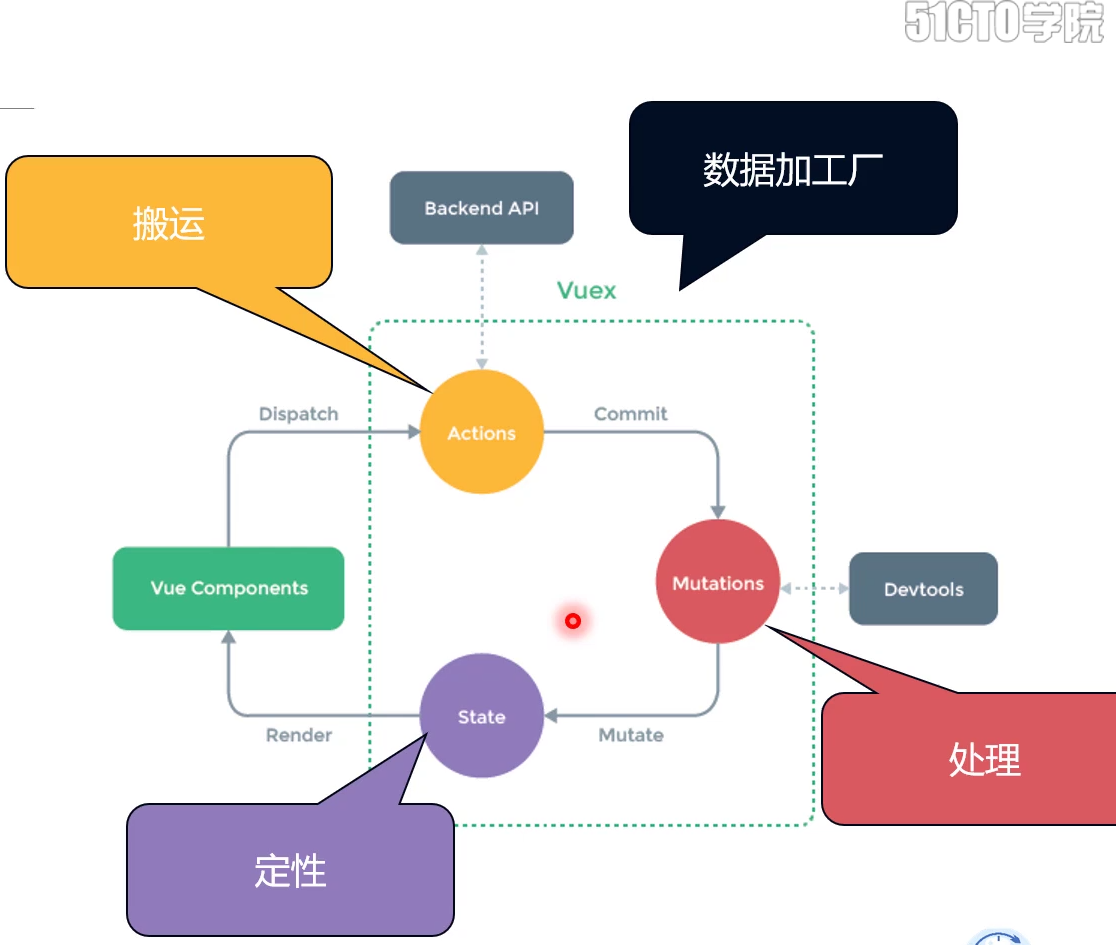 51CTO学院
数据加工厂
搬运
Backend API
Vuex
Dispatch
Actions
Commit
Vue Components
Mutations
Devtools
State
Render
Mutate
处理
定性